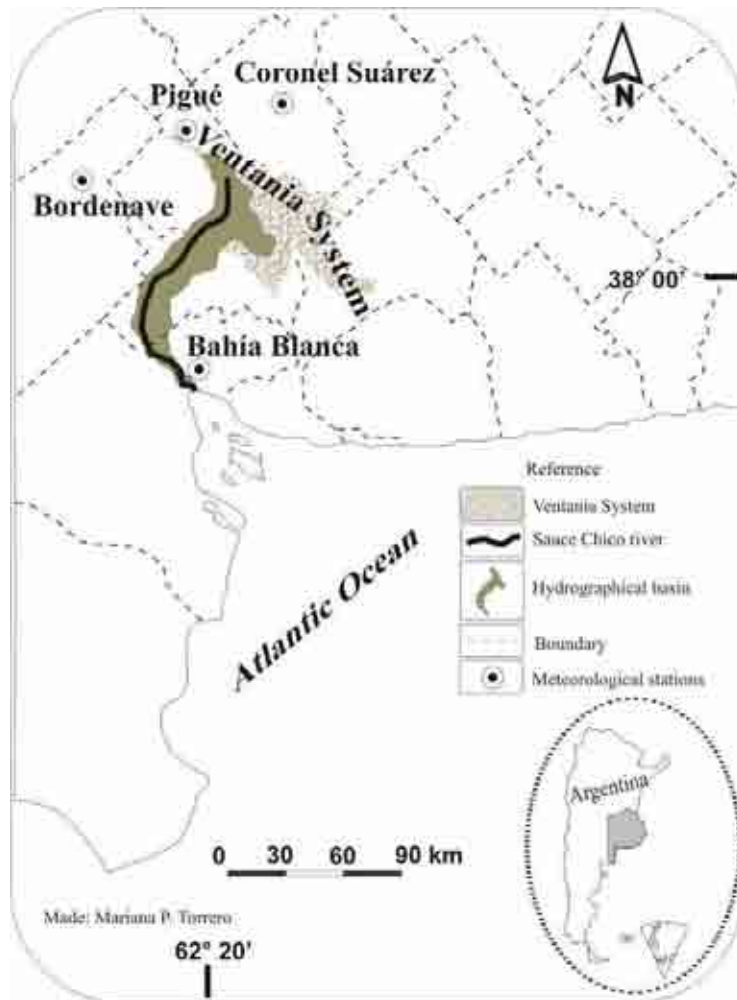 Coronel Suárez
Pigué
Ventania System
Bordenave
38° 00'
Bahía Blanca
N
Reference
Ventania System
Sauce Chico river
Hydrographical basin
Boundary
Meteorological stations
Atlantic Ocean
Argentina
0 30 60 90 km
Made: Mariana P. Torrero
62° 20'